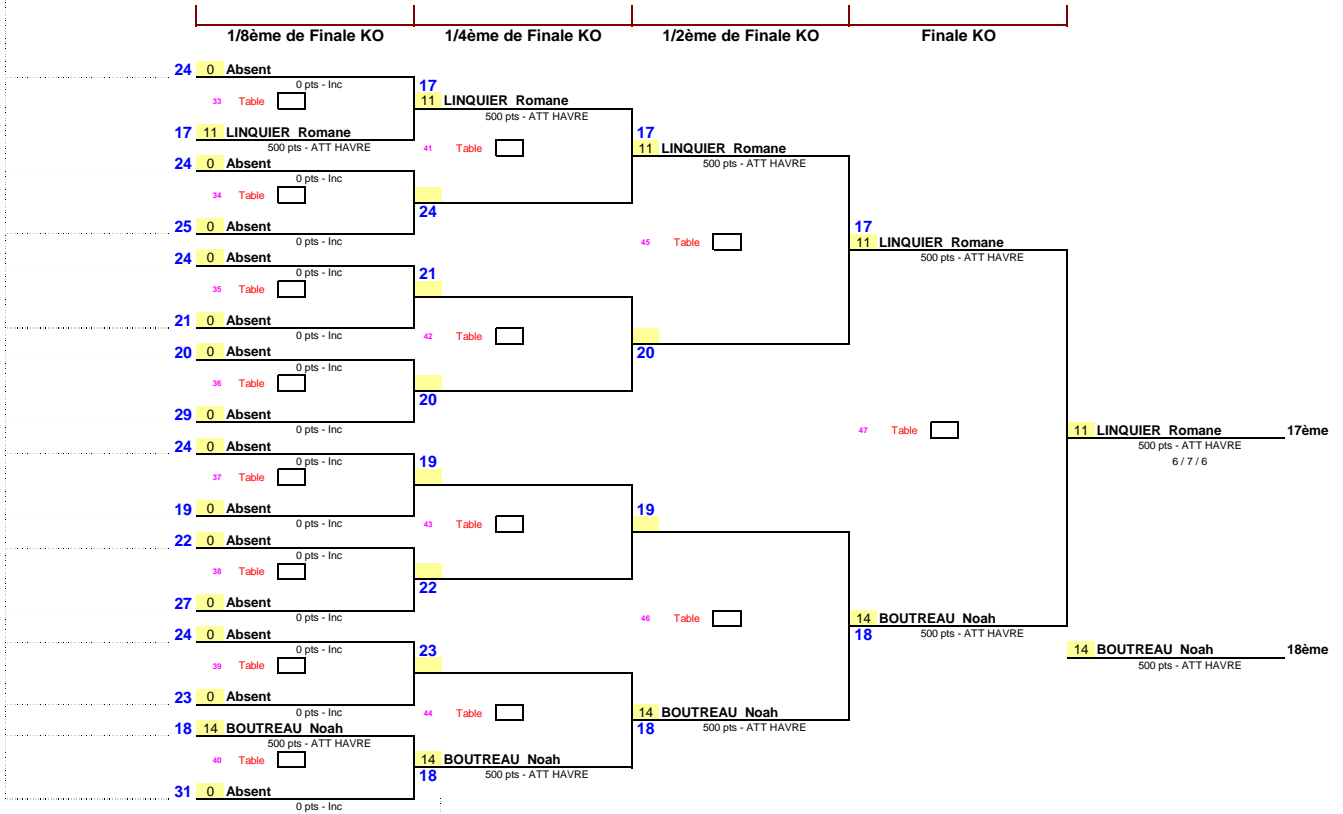 1/8ème de Finale KO 1/4ème de Finale KO 1/2ème de Finale KO Finale KO
24 0 Absent
0 pts - Inc
17
33 Table
11 LINQUIER Romane
500 pts - ATT HAVRE
17 11 LINQUIER Romane
500 pts - ATT HAVRE
17
41 Table
11 LINQUIER Romane
500 pts - ATT HAVRE
24 0 Absent
0 pts - Inc
34 Table
24
25 0 Absent
0 pts - Inc
17
45 Table
11 LINQUIER Romane
500 pts - ATT HAVRE
24 0 Absent
0 pts - Inc
21
35 Table
21 0 Absent
0 pts - Inc
42 Table
20
20 0 Absent
0 pts - Inc
36 Table
20
29 0 Absent
0 pts - Inc
47 Table
11 LINQUIER Romane 17ème
500 pts - ATT HAVRE
6 / 7 / 6
24 0 Absent
0 pts - Inc
19
37 Table
19 0 Absent
0 pts - Inc
19
43 Table
22 0 Absent
0 pts - Inc
38 Table
22
27 0 Absent
0 pts - Inc
46 Table
14 BOUTREAU Noah
18
500 pts - ATT HAVRE
24 0 Absent
0 pts - Inc
23
14 BOUTREAU Noah 18ème
500 pts - ATT HAVRE
39 Table
23 0 Absent
0 pts - Inc
44 Table
14 BOUTREAU Noah
18
500 pts - ATT HAVRE
18 14 BOUTREAU Noah
500 pts - ATT HAVRE
40 Table
14 BOUTREAU Noah
18
500 pts - ATT HAVRE
31 0 Absent
0 pts - Inc